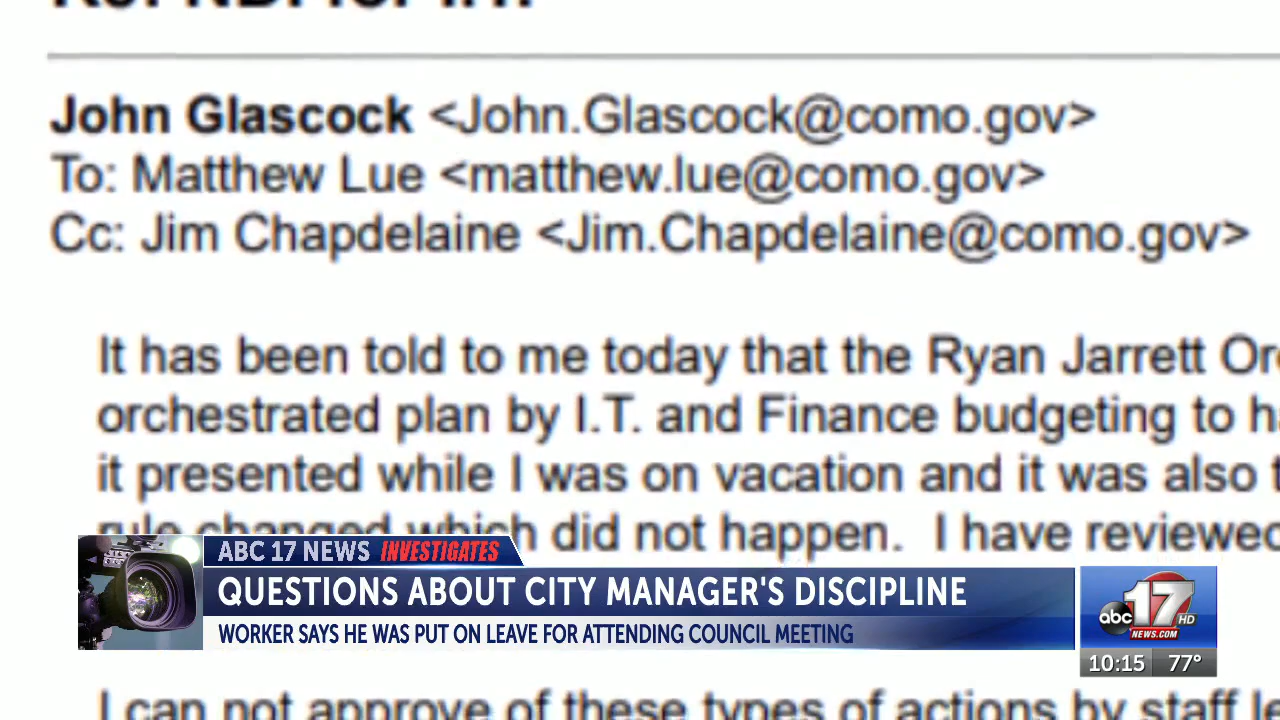 John Glascock <John.Glascock@como.gov>
To: Matthew Lue <matthew.lue@como.gov>
Cc: Jim Chapdelaine <Jim.Chapdelaine@como.gov>
It has been told to me today that the Ryan Jarrett
orchestrated plan by I.T. and Finance budgeting to
it presented while I was on vacation and it was also
rule changed which did not happen. I have reviewed
ABC 17 NEWS INVESTIGATES
QUESTIONS ABOUT CITY MANAGER'S DISCIPLINE
WORKER SAYS HE WAS PUT ON LEAVE FOR ATTENDING COUNCIL MEETING
abc 17 HD
NEWS.COM
10:15 77°
I can not approve of these types of actions by staff